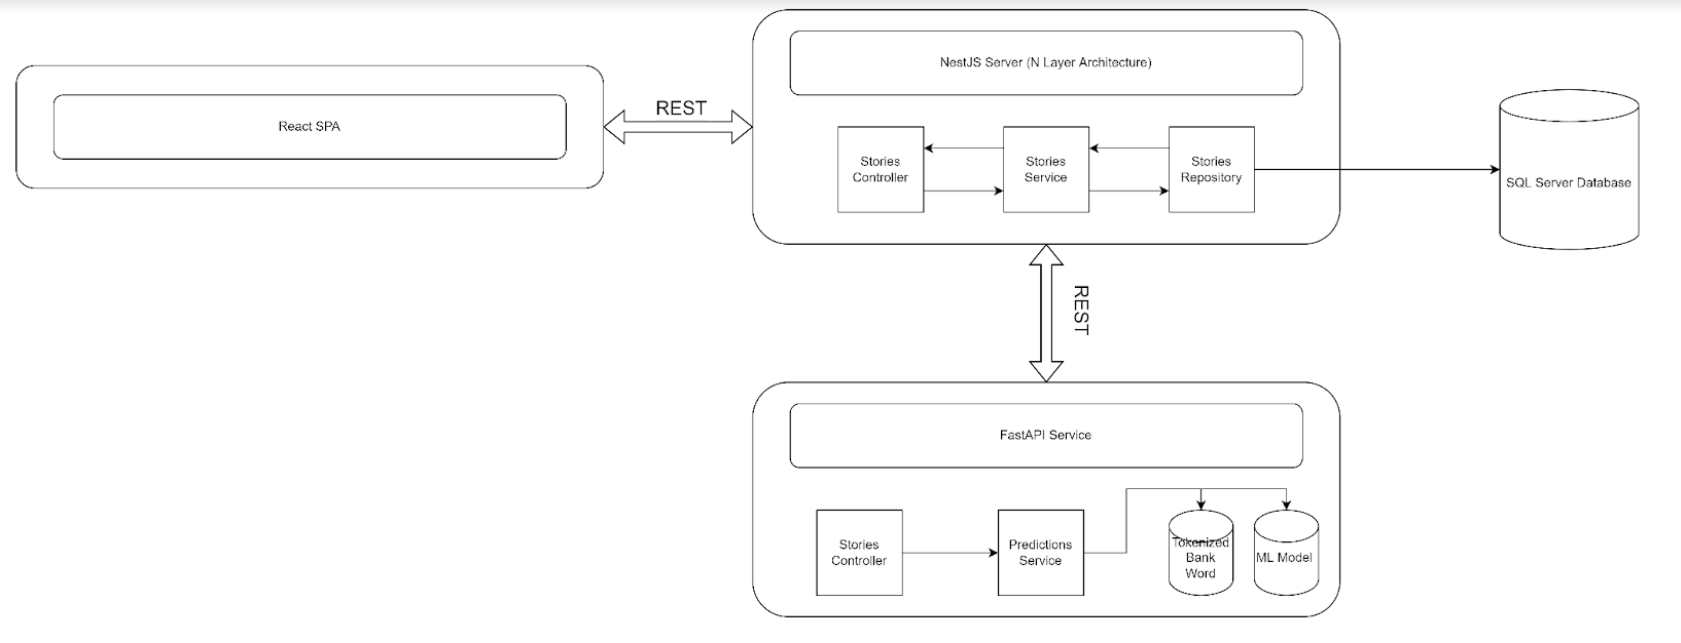 NestJS Server (N Layer Architecture)
React SPA
REST
Stories
Controller
Stories
Service
Stories
Repository
SQL Server Database
REST
FastAPI Service
Stories
Controller
Predictions
Service
Tokenized
Bank
Word
ML Model